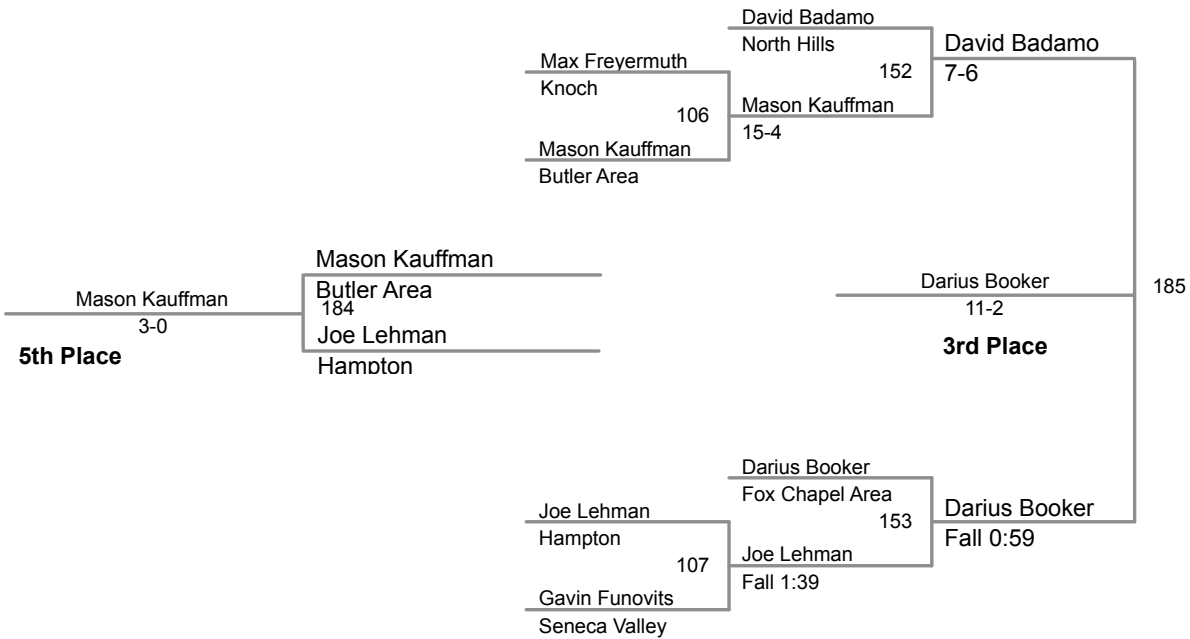 David Badamo
North Hills
David Badamo
7-6
152
Max Freyermuth
Knoch
106
Mason Kauffman
15-4
Mason Kauffman
Butler Area
Mason Kauffman
Butler Area
184
Joe Lehman
Hampton
Mason Kauffman
3-0
5th Place
Darius Booker
11-2
3rd Place
185
Darius Booker
Fox Chapel Area
153
Darius Booker
Fall 0:59
Joe Lehman
Hampton
107
Joe Lehman
Fall 1:39
Gavin Funovits
Seneca Valley